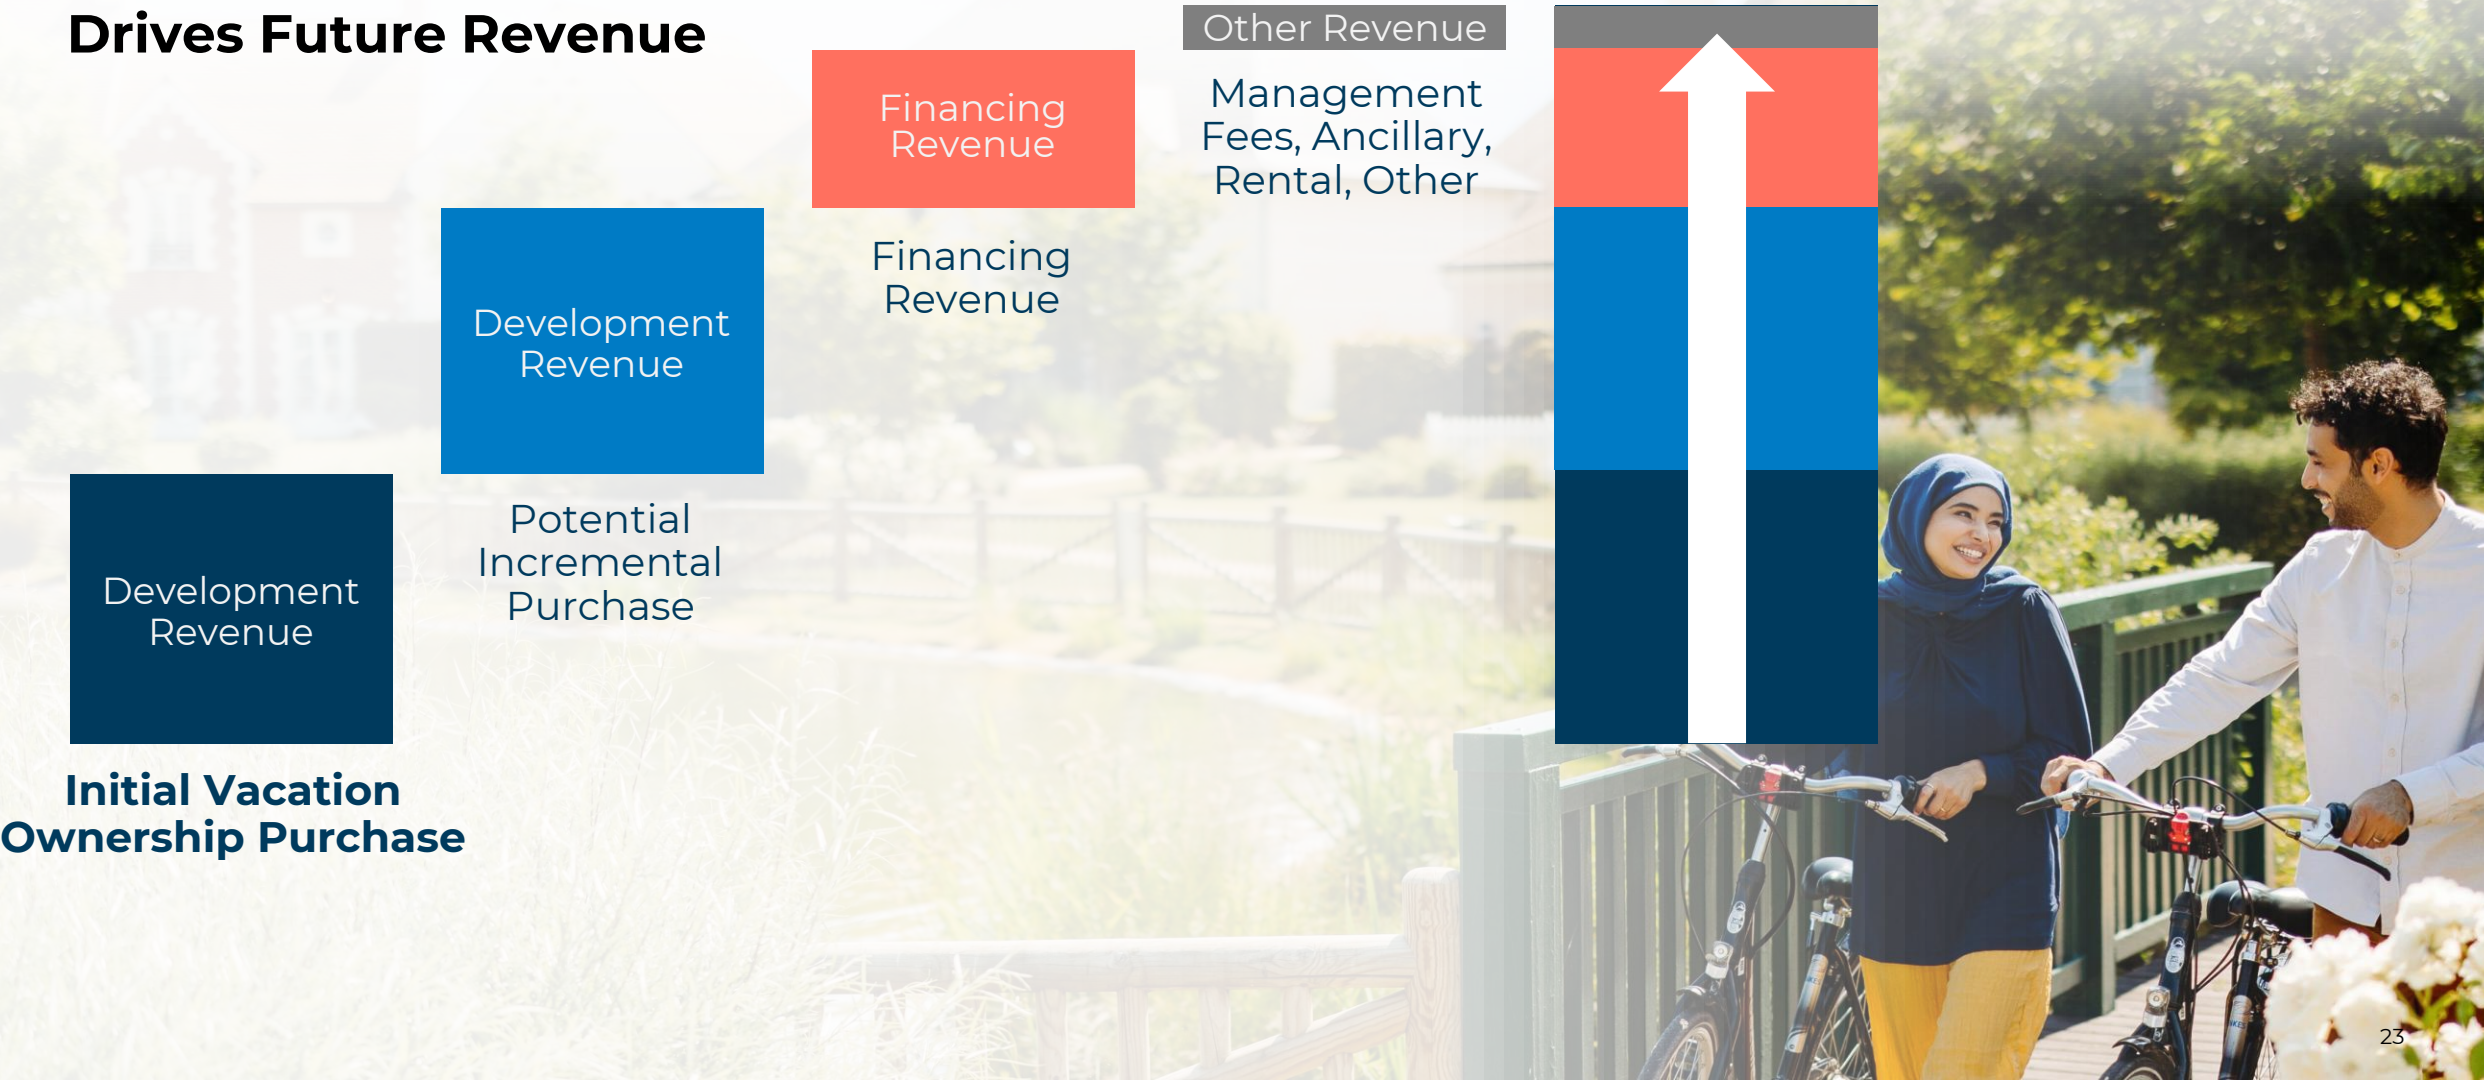 Drives Future Revenue
Other Revenue
Management
Fees, Ancillary,
Rental, Other
Financing
Revenue
Financing
Revenue
Development
Revenue
Potential
Incremental
Purchase
Development
Revenue
Initial Vacation
Ownership Purchase
23